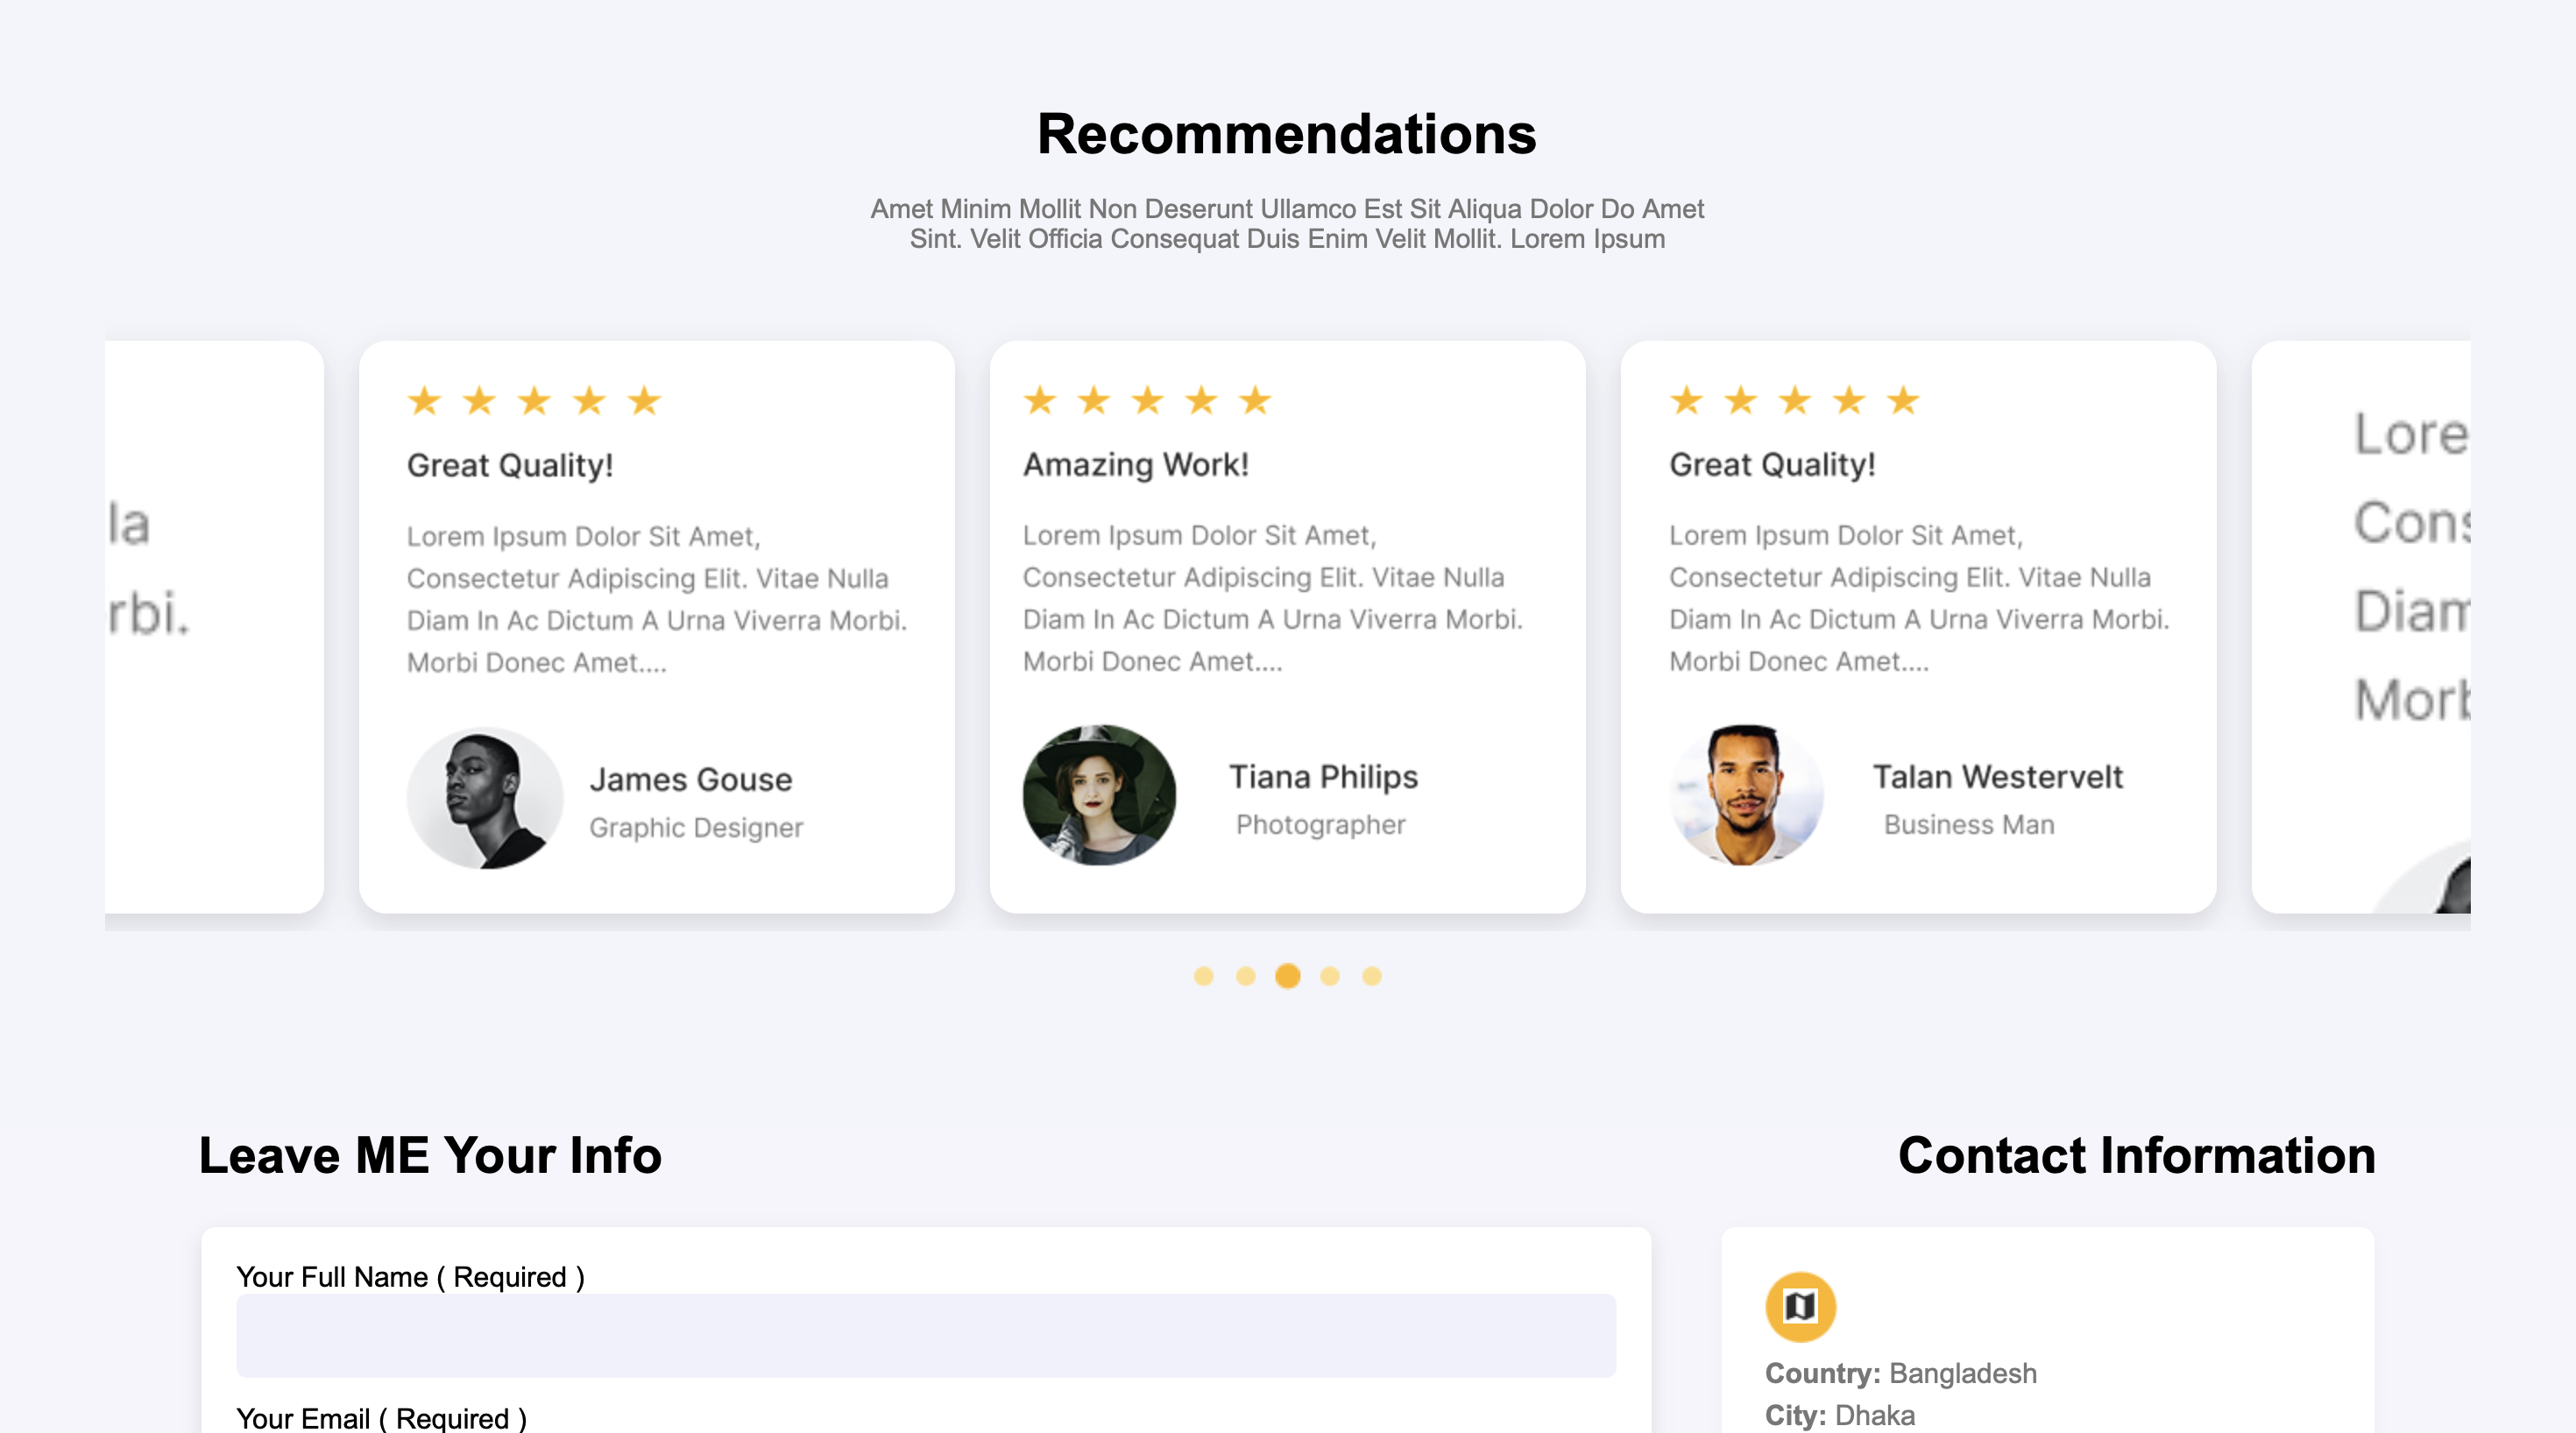 Recommendations
Amet Minim Mollit Non Deserunt Ullamco Est Sit Aliqua Dolor Do Amet
Sint. Velit Officia Consequat Duis Enim Velit Mollit. Lorem Ipsum
la
rbi.
Great Quality!
Lorem Ipsum Dolor Sit Amet,
Consectetur Adipiscing Elit. Vitae Nulla
Diam In Ac Dictum A Urna Viverra Morbi.
Morbi Donec Amet....
James Gouse
Graphic Designer
Amazing Work!
Lorem Ipsum Dolor Sit Amet,
Consectetur Adipiscing Elit. Vitae Nulla
Diam In Ac Dictum A Urna Viverra Morbi.
Morbi Donec Amet....
Tiana Philips
Photographer
Great Quality!
Lorem Ipsum Dolor Sit Amet,
Consectetur Adipiscing Elit. Vitae Nulla
Diam In Ac Dictum A Urna Viverra Morbi.
Morbi Donec Amet....
Talan Westervelt
Business Man
Lore
Cons
Diam
Morb
Leave ME Your Info
Your Full Name ( Required )
Your Email ( Required )
Contact Information
Country: Bangladesh
City: Dhaka